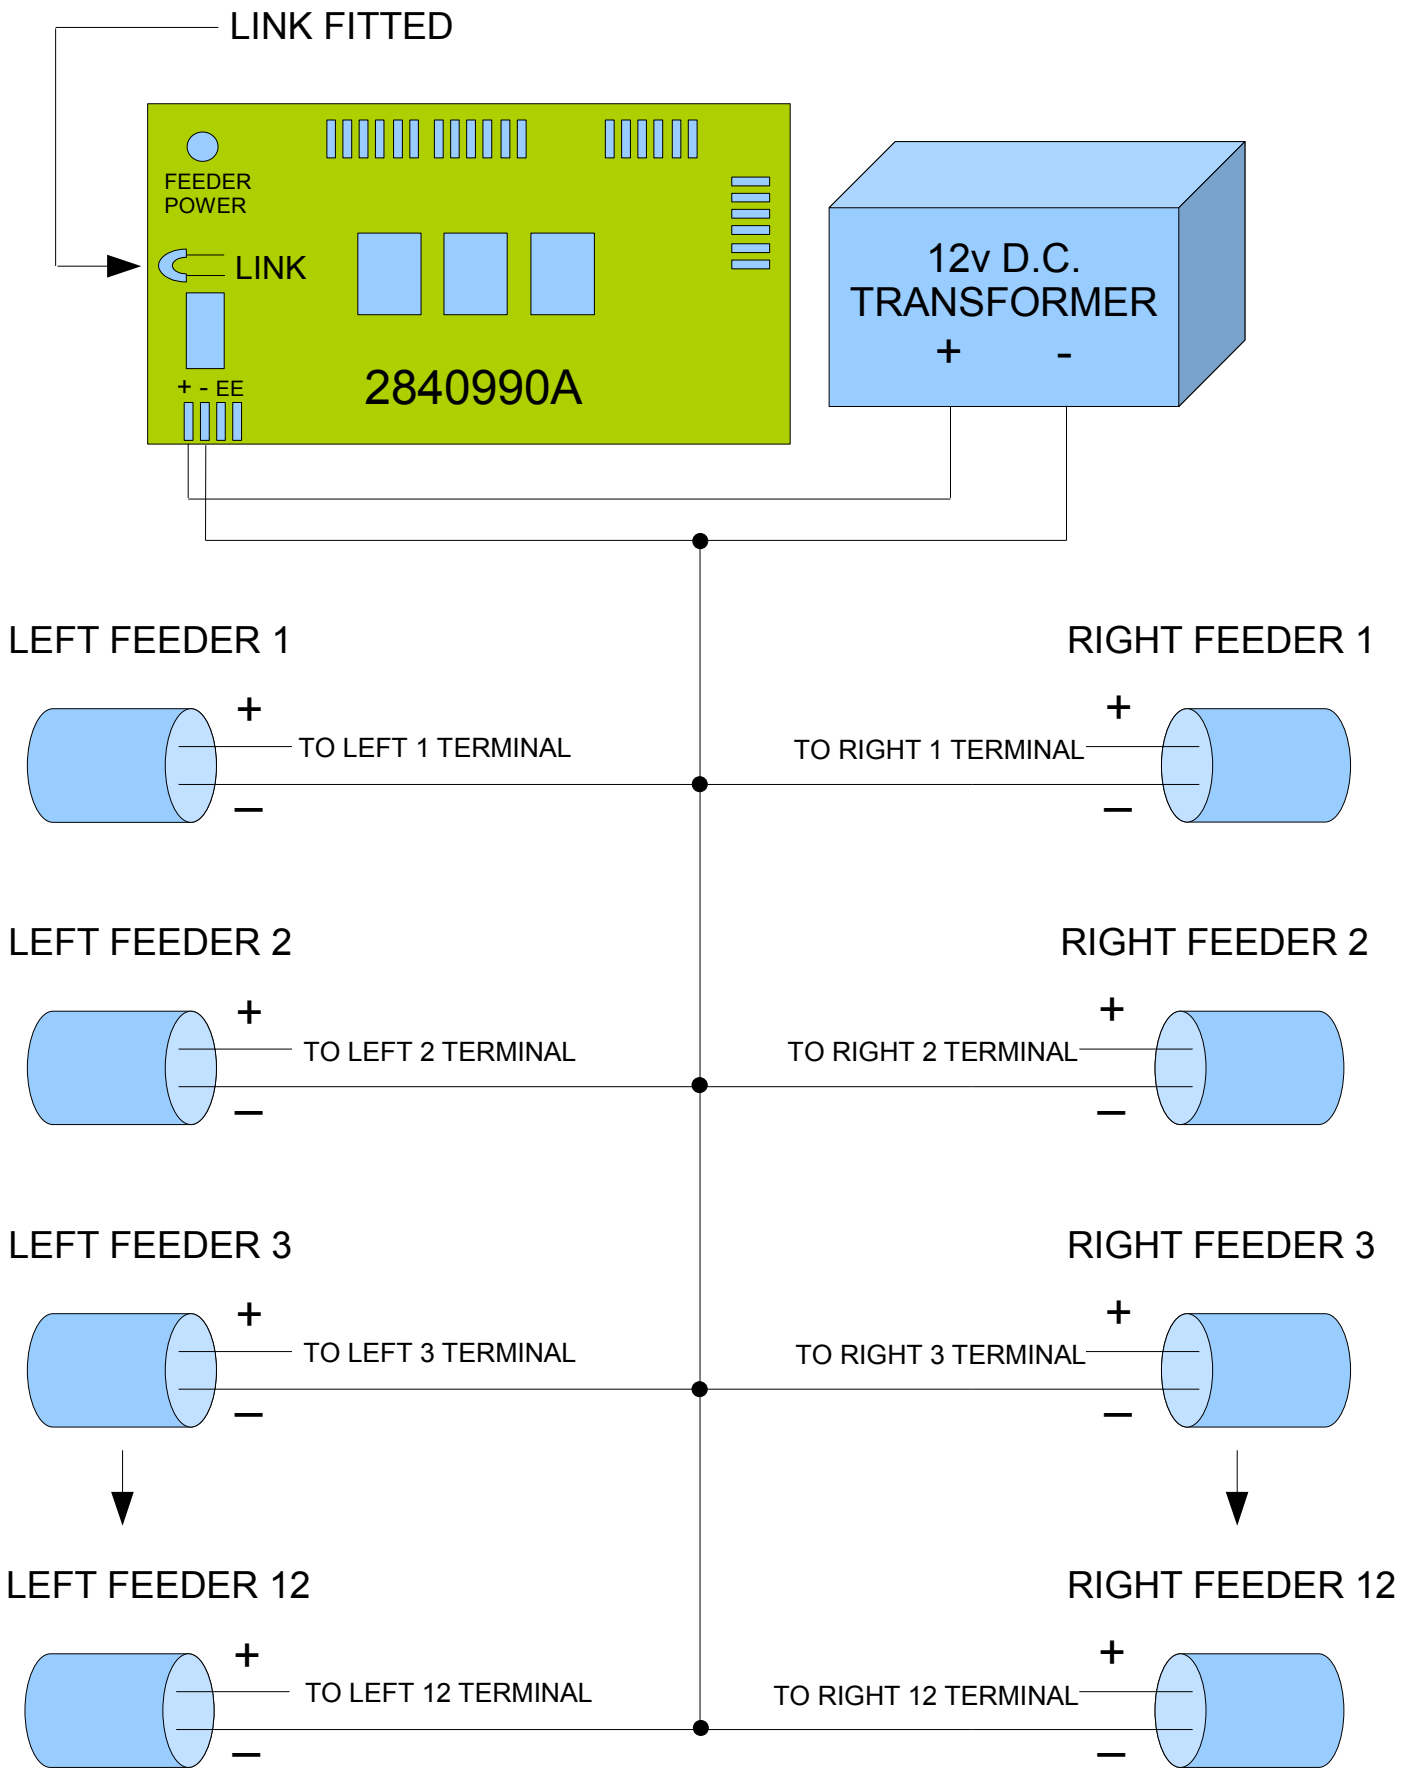 LINK FITTED
FEEDER
POWER
LINK
+ - EE
2840990A
12v D.C.
TRANSFORMER
+ -
LEFT FEEDER 1
RIGHT FEEDER 1
+
TO LEFT 1 TERMINAL
–
+
TO RIGHT 1 TERMINAL
–
LEFT FEEDER 2
RIGHT FEEDER 2
+
TO LEFT 2 TERMINAL
–
+
TO RIGHT 2 TERMINAL
–
LEFT FEEDER 3
RIGHT FEEDER 3
+
TO LEFT 3 TERMINAL
–
+
TO RIGHT 3 TERMINAL
–
LEFT FEEDER 12
RIGHT FEEDER 12
+
TO LEFT 12 TERMINAL
–
+
TO RIGHT 12 TERMINAL
–